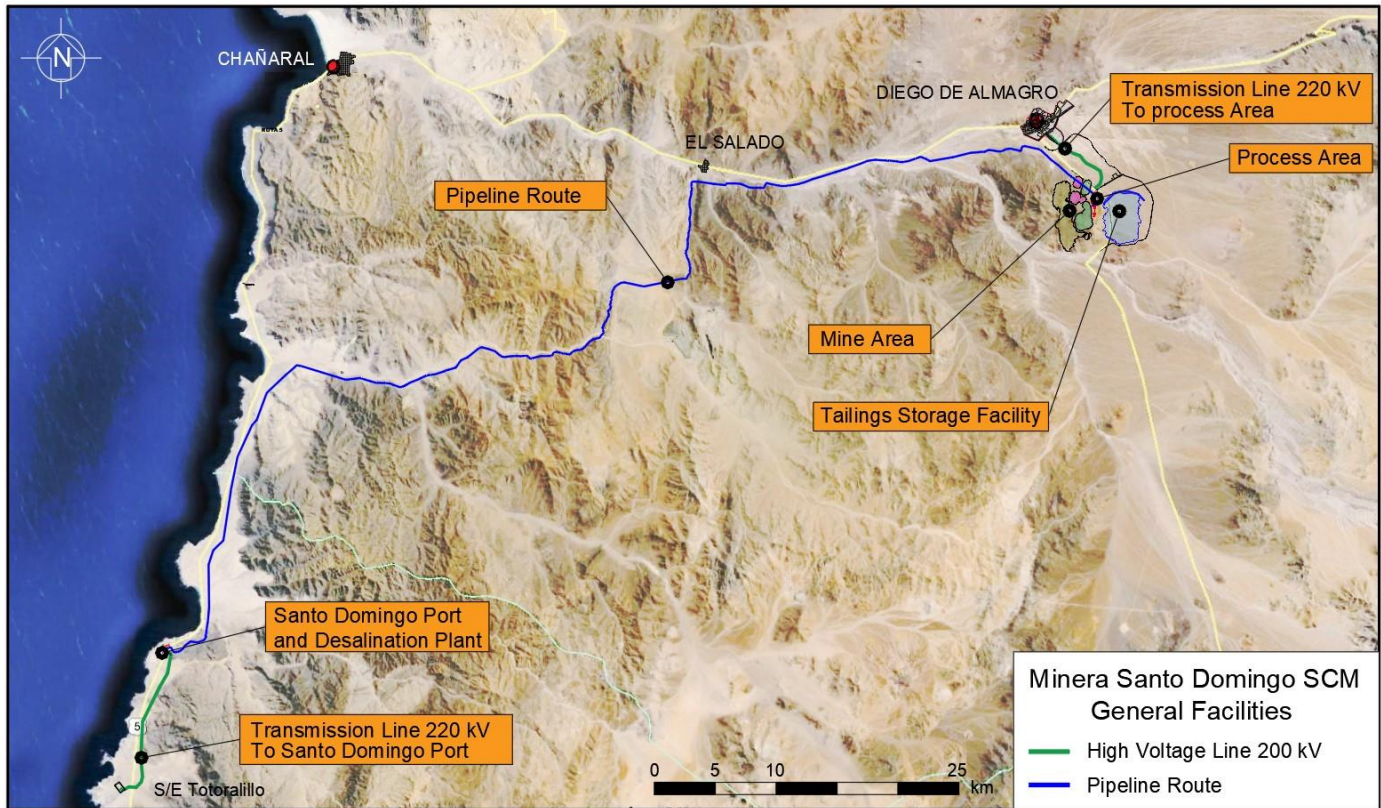 N
CHAÑARAL
RUTA 5
DIEGO DE ALMAGRO
Transmission Line 220 kV
To process Area
EL SALADO
Process Area
Pipeline Route
Mine Area
Tailings Storage Facility
Santo Domingo Port
and Desalination Plant
5
Transmission Line 220 kV
To Santo Domingo Port
S/E Totoralillo
0 5 10 25
km
Minera Santo Domingo SCM
General Facilities
High Voltage Line 200 kV
Pipeline Route